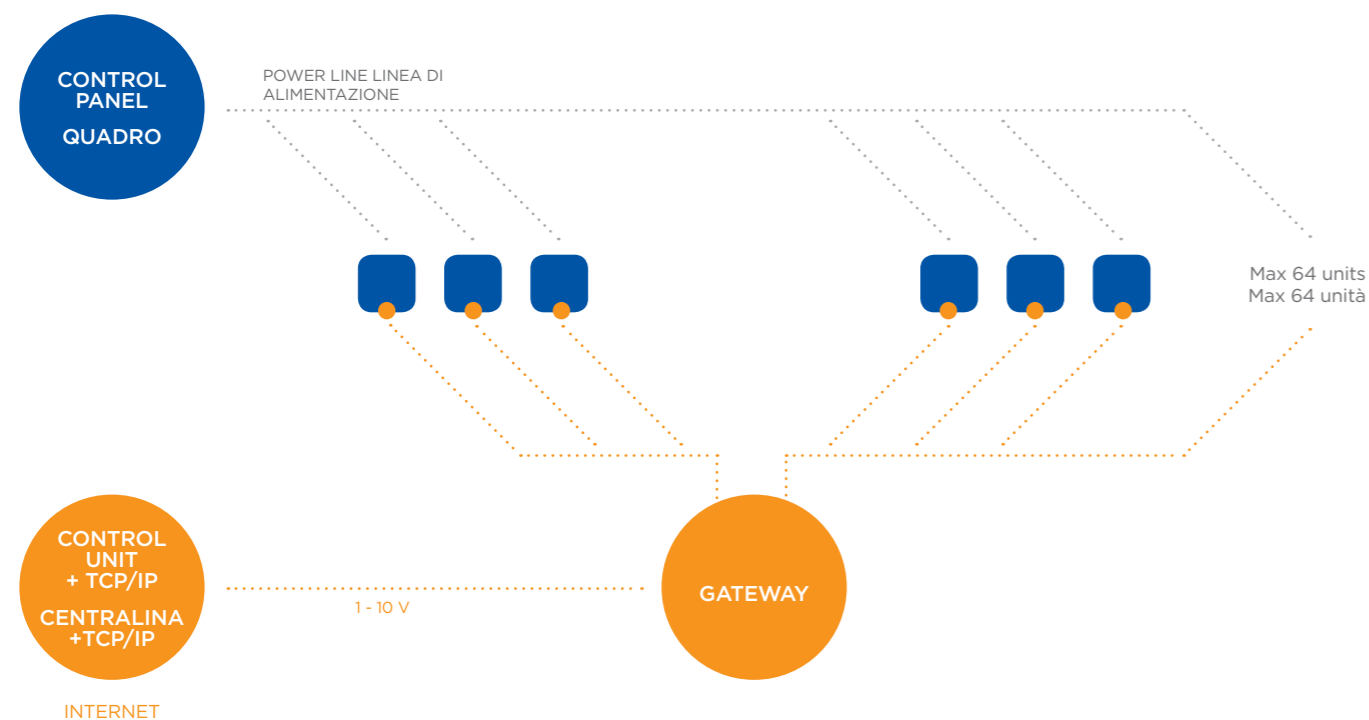 CONTROL
PANEL
QUADRO
POWER LINE LINEA DI
ALIMENTAZIONE
Max 64 units
Max 64 unità
CONTROL
UNIT
+ TCP/IP
CENTRALINA
+TCP/IP
1 - 10 V
GATEWAY
INTERNET